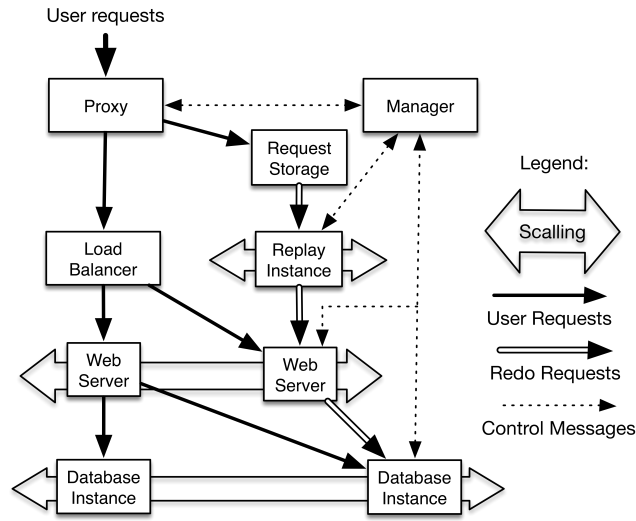 User requests
Proxy
Manager
Request
Storage
Legend:
Scalling
Load
Balancer
Replay
Instance
User Requests
Web
Server
Web
Server
Redo Requests
Control Messages
Database
Instance
Database
Instance